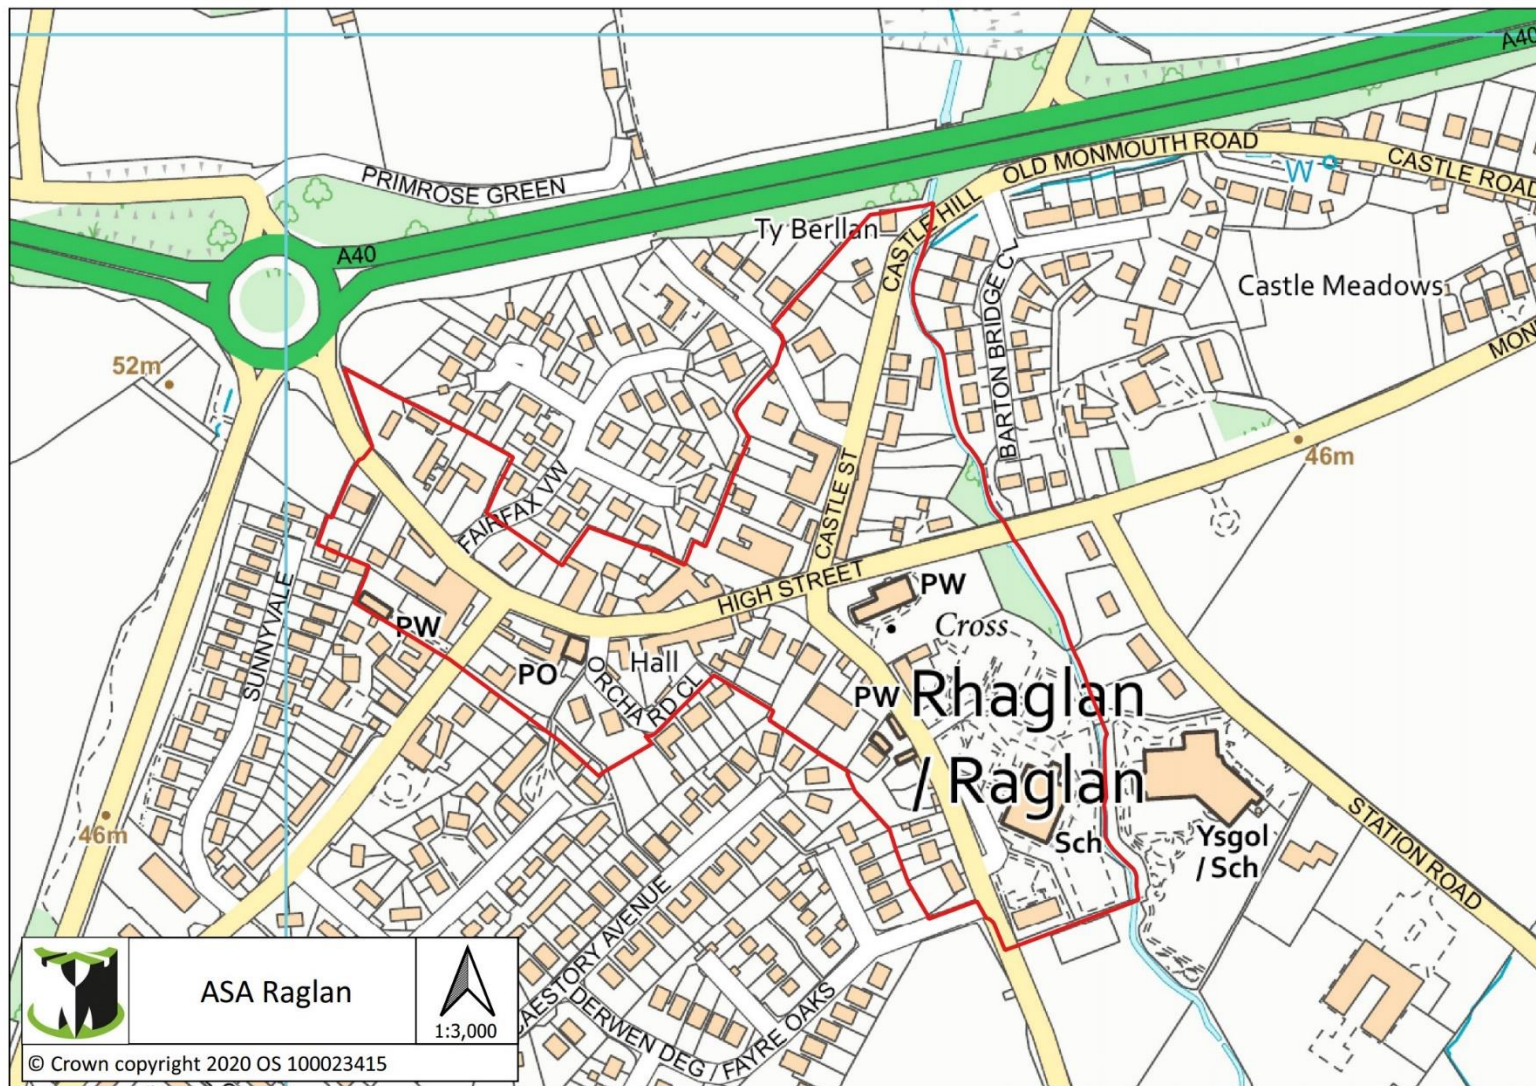 A40
PRIMROSE GREEN
OLD MONMOUTH ROAD
W
CASTLE ROAD
A40
Ty Berllan
CASTLE HILL
BARTON BRIDGE CL
Castle Meadows
MON
52m
46m
FAIRFAX VW
CASTLE ST
HIGH STREET
SUNNYVALE
PW
PW
Cross
PO
Hall
ORCHARD CL
PW
Rhaglan
/ Raglan
46m
Sch
Ysgol
/ Sch
STATION ROAD
CAESTORY AVENUE
DERWEN DEG / FAYRE OAKS
ASA Raglan
1:3,000
© Crown copyright 2020 OS 100023415